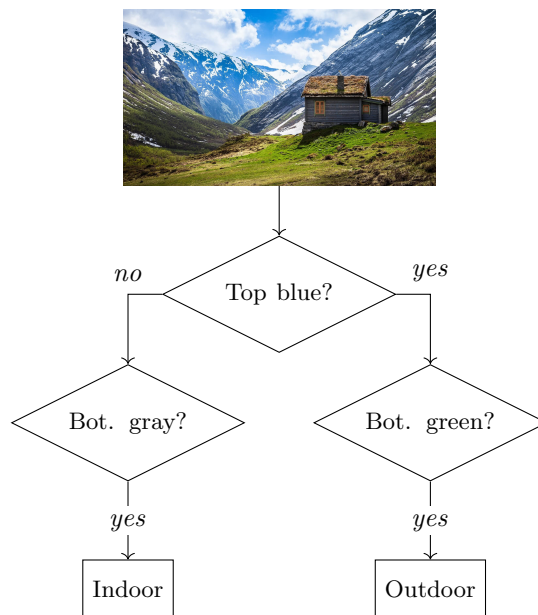 Top blue?
no
yes
Bot. gray?
Bot. green?
yes
yes
Indoor
Outdoor